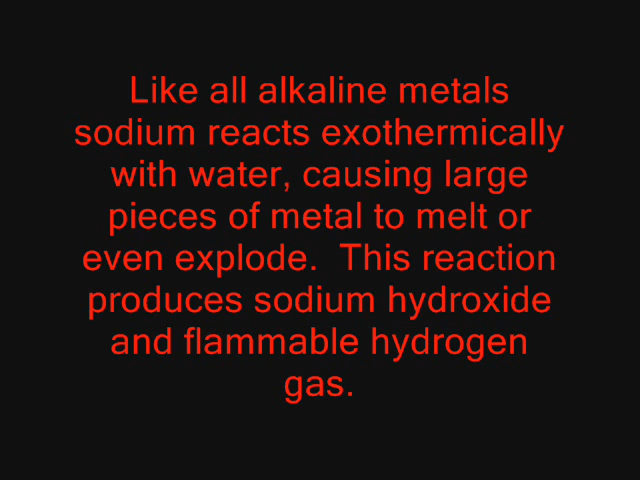 Like all alkaline metals
sodium reacts exothermically
with water, causing large
pieces of metal to melt or
even explode.  This reaction
produces sodium hydroxide
and flammable hydrogen
gas.